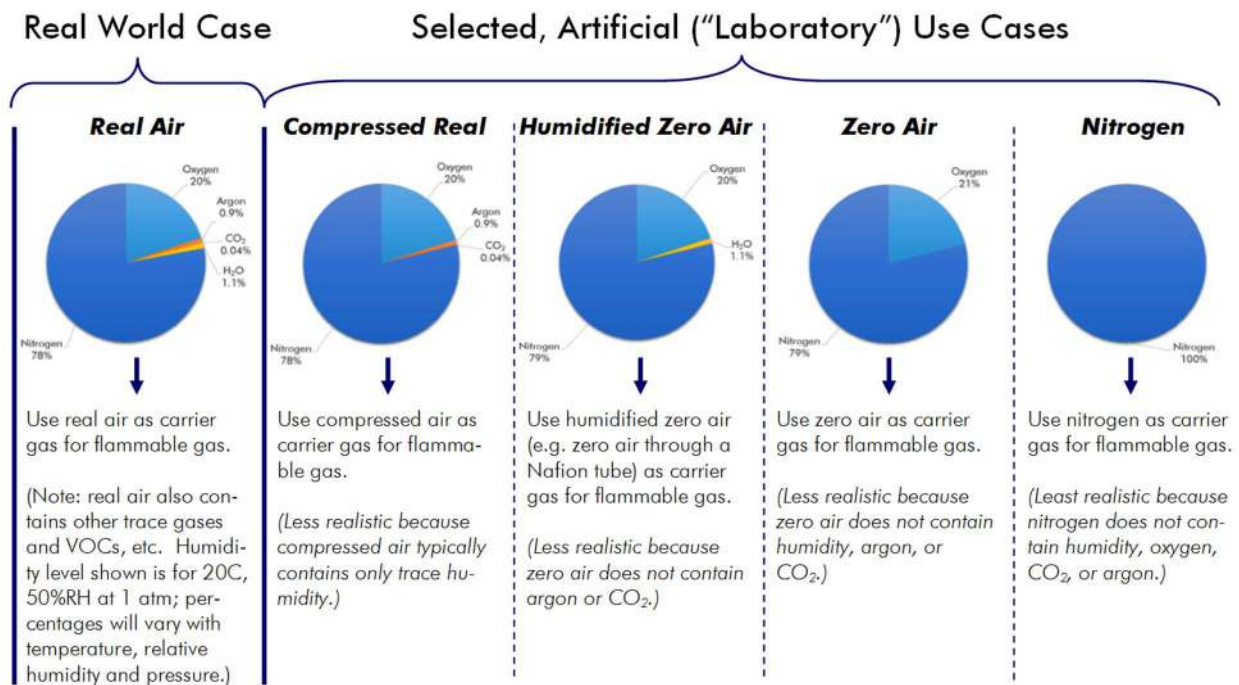 Real World Case
Selected, Artificial (“Laboratory”) Use Cases
Real Air
Oxygen
20%
Argon
0.9%
CO₂
0.04%
H₂O
1.1%
Nitrogen
78%
Use real air as carrier
gas for flammable gas.
(Note: real air also con-
tains other trace gases
and VOCs, etc. Humidi-
ty level shown is for 20C,
50%RH at 1 atm; per-
centages will vary with
temperature, relative
humidity and pressure.)
Compressed Real
Oxygen
20%
Argon
0.9%
CO₂
0.04%
Nitrogen
78%
Use compressed air as
carrier gas for flamma-
ble gas.
(Less realistic because
compressed air typically
contains only trace hu-
midity.)
Humidified Zero Air
Oxygen
20%
H₂O
1.1%
Nitrogen
79%
Use humidified zero air
(e.g. zero air through a
Nafion tube) as carrier
gas for flammable gas.
(Less realistic because
zero air does not contain
argon or CO₂.)
Zero Air
Oxygen
21%
Nitrogen
79%
Use zero air as carrier
gas for flammable gas.
(Less realistic because
zero air does not contain
humidity, argon, or
CO₂.)
Nitrogen
Nitrogen
100%
Use nitrogen as carrier
gas for flammable gas.
(Least realistic because
nitrogen does not con-
tain humidity, oxygen,
CO₂, or argon.)